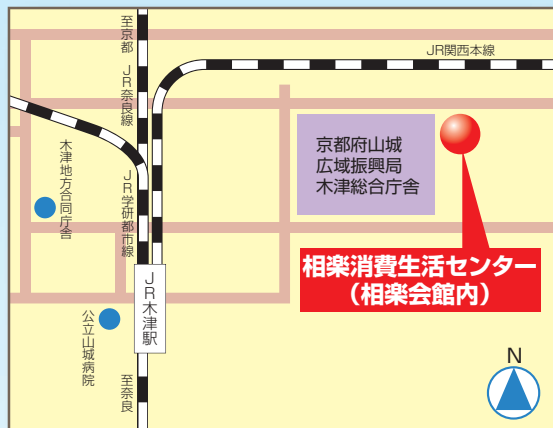 至京都
JR奈良線
JR関西本線
木津地方合同庁舎
JR学研都市線
京都府山城
広域振興局
木津総合庁舎
相楽消費生活センター
（相楽会館内）
JR木津駅
公立山城病院
至奈良
N